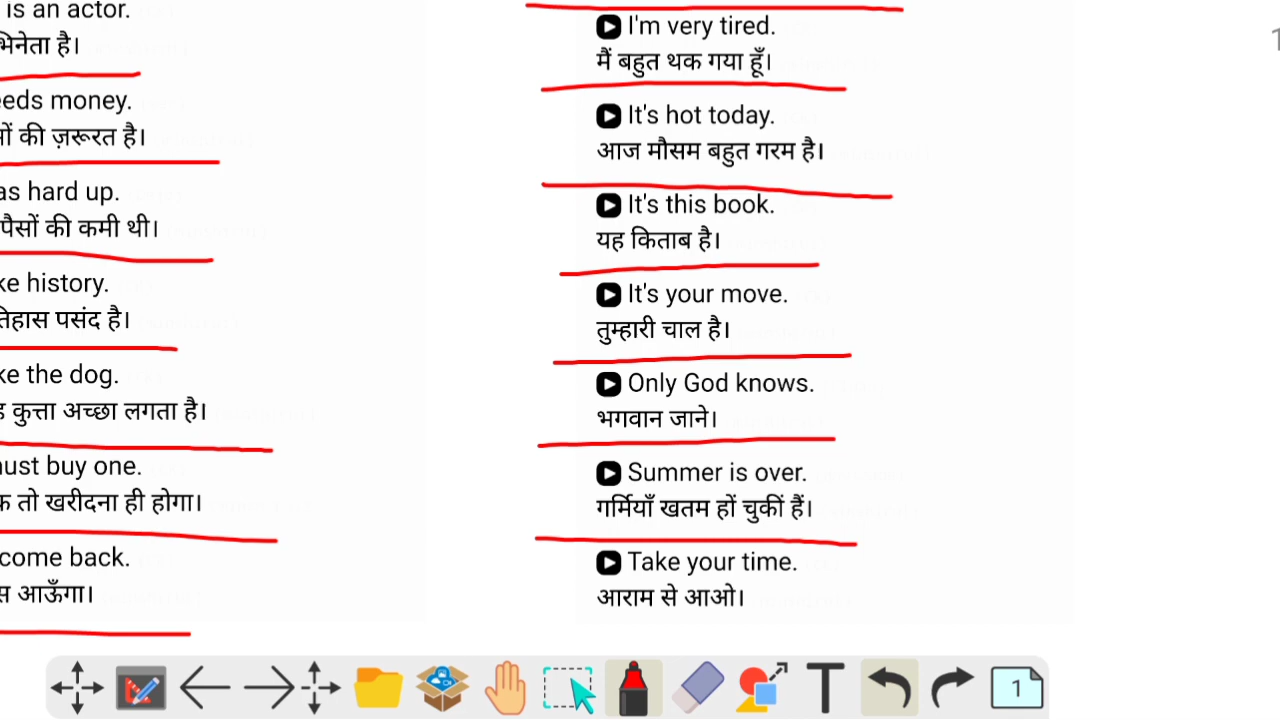 is an actor.
भिनेता है।
eeds money.
की ज़रूरत है।
as hard up.
पैसों की कमी थी।
ke history.
तिहास पसंद है।
ke the dog.
कुत्ता अच्छा लगता है।
must buy one.
तो खरीदना ही होगा।
come back.
स आऊँगा।
I'm very tired.
मैं बहुत थक गया हूँ।
It's hot today.
आज मौसम बहुत गरम है।
It's this book.
यह किताब है।
It's your move.
तुम्हारी चाल है।
Only God knows.
भगवान जाने।
Summer is over.
गर्मियाँ खतम हों चुकीं हैं।
Take your time.
आराम से आओ।
1